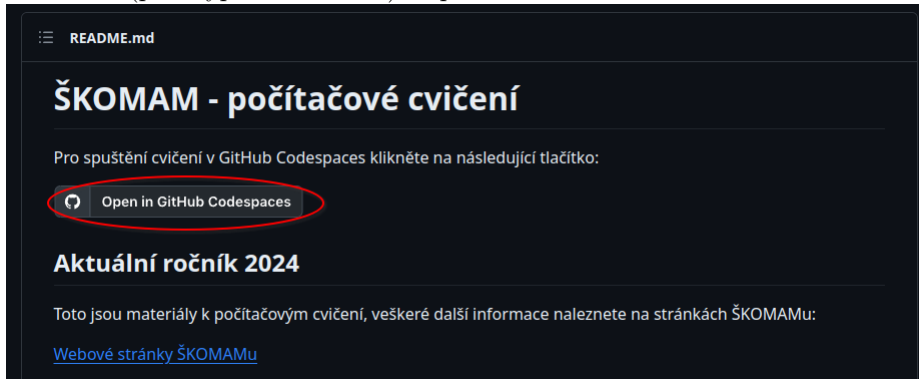 README.md
ŠKOMAM - počítačové cvičení
Pro spuštění cvičení v GitHub Codespaces klikněte na následující tlačítko:
Open in GitHub Codespaces
Aktuální ročník 2024
Toto jsou materiály k počítačovým cvičení, veškeré další informace naleznete na stránkách ŠKOMAMu:
Webové stránky ŠKOMAMu